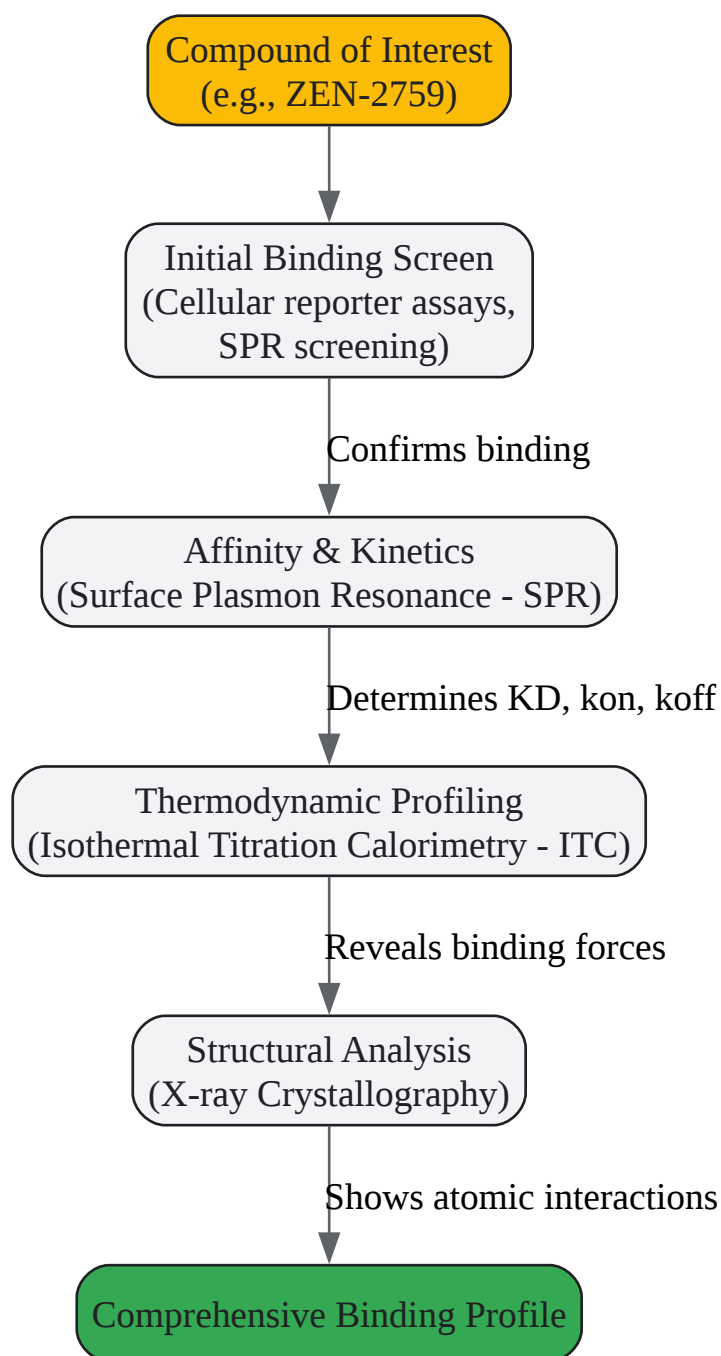 Compound of Interest
(e.g., ZEN-2759)
Initial Binding Screen
(Cellular reporter assays,
SPR screening)
Confirms binding
Affinity & Kinetics
(Surface Plasmon Resonance - SPR)
Determines KD, kon, koff
Thermodynamic Profiling
(Isothermal Titration Calorimetry - ITC)
Reveals binding forces
Structural Analysis
(X-ray Crystallography)
Shows atomic interactions
Comprehensive Binding Profile